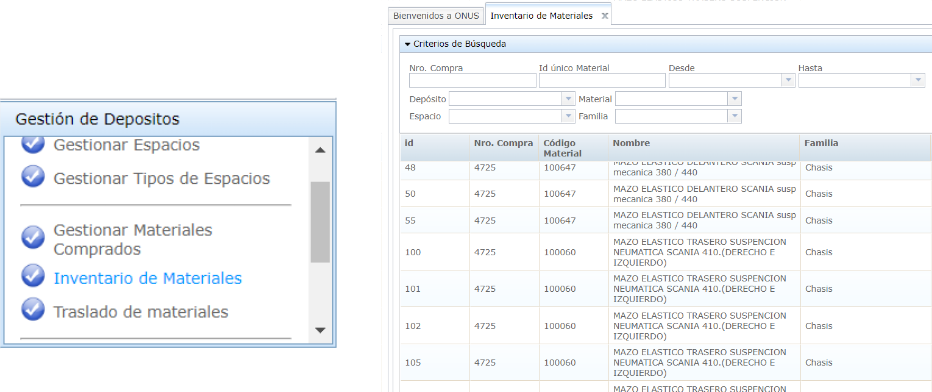 Gestión de Depositos
Gestionar Espacios
Gestionar Tipos de Espacios
Gestionar Materiales
Comprados
Inventario de Materiales
Traslado de materiales
Bienvenidos a ONUS
Inventario de Materiales
Criterios de Búsqueda
Nro. Compra Id único Material Desde Hasta
Depósito Material
Espacio Familia
id Nro. Compra Código Material Nombre Familia
48 4725 100647 MAZO ELASTICO DELANTERO SCANIA susp
mecanica 380 / 440 Chasis
50 4725 100647 MAZO ELASTICO DELANTERO SCANIA susp
mecanica 380 / 440 Chasis
55 4725 100647 MAZO ELASTICO DELANTERO SCANIA susp
mecanica 380 / 440 Chasis
100 4725 100060 MAZO ELASTICO TRASERO SUSPENCION
NEUMATICA SCANIA 410.(DERECHO E
IZQUIERDO) Chasis
101 4725 100060 MAZO ELASTICO TRASERO SUSPENCION
NEUMATICA SCANIA 410.(DERECHO E
IZQUIERDO) Chasis
102 4725 100060 MAZO ELASTICO TRASERO SUSPENCION
NEUMATICA SCANIA 410.(DERECHO E
IZQUIERDO) Chasis
105 4725 100060 MAZO ELASTICO TRASERO SUSPENCION
NEUMATICA SCANIA 410.(DERECHO E
IZQUIERDO) Chasis
MAZO ELASTICO TRASERO SUSPENCION